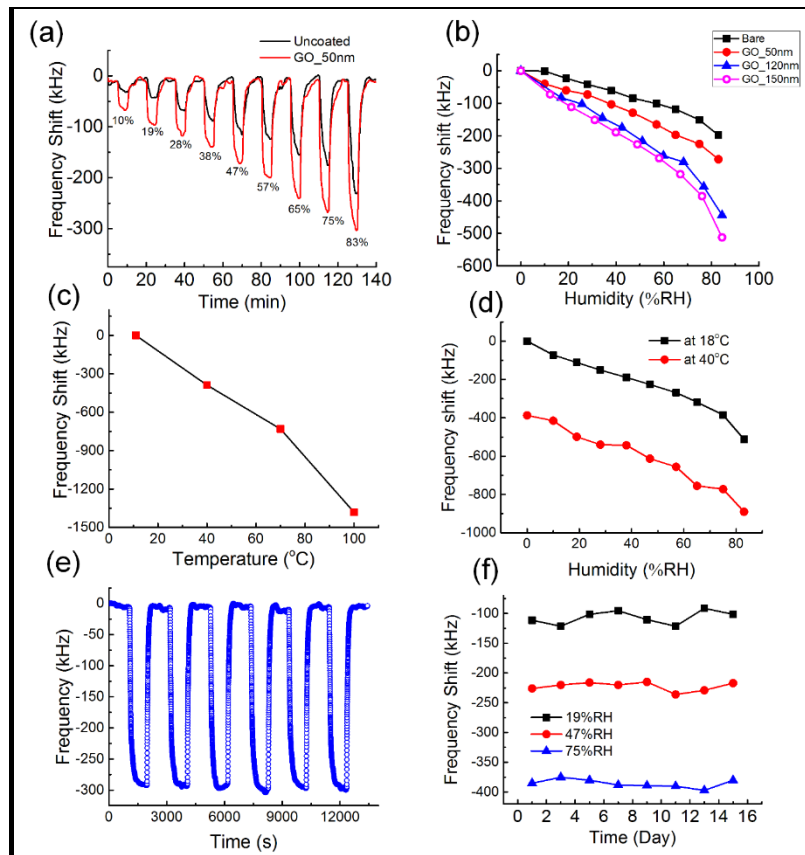 (a)
Uncoated
GO_50nm
Frequency Shift (kHz)
0
-100
-200
-300
10%
19%
28%
38%
47%
57%
65%
75%
83%
0 20 40 60 80 100 120 140
Time (min)
(b)
Bare
GO_50nm
GO_120nm
GO_150nm
Frequency shift (kHz)
0
-100
-200
-300
-400
-500
-600
0 20 40 60 80 100
Humidity (%RH)
(c)
Frequency Shift (kHz)
0
-300
-600
-900
-1200
-1500
0 20 40 60 80 100
Temperature (°C)
(d)
at 18°C
at 40°C
Frequency shift (kHz)
0
-200
-400
-600
-800
-1000
0 20 40 60 80
Humidity (%RH)
(e)
Frequency (kHz)
0
-50
-100
-150
-200
-250
-300
0 3000 6000 9000 12000
Time (s)
(f)
Frequency Shift (kHz)
-100
-150
-200
-250
-300
-350
-400
19%RH
47%RH
75%RH
0 2 4 6 8 10 12 14 16
Time (Day)